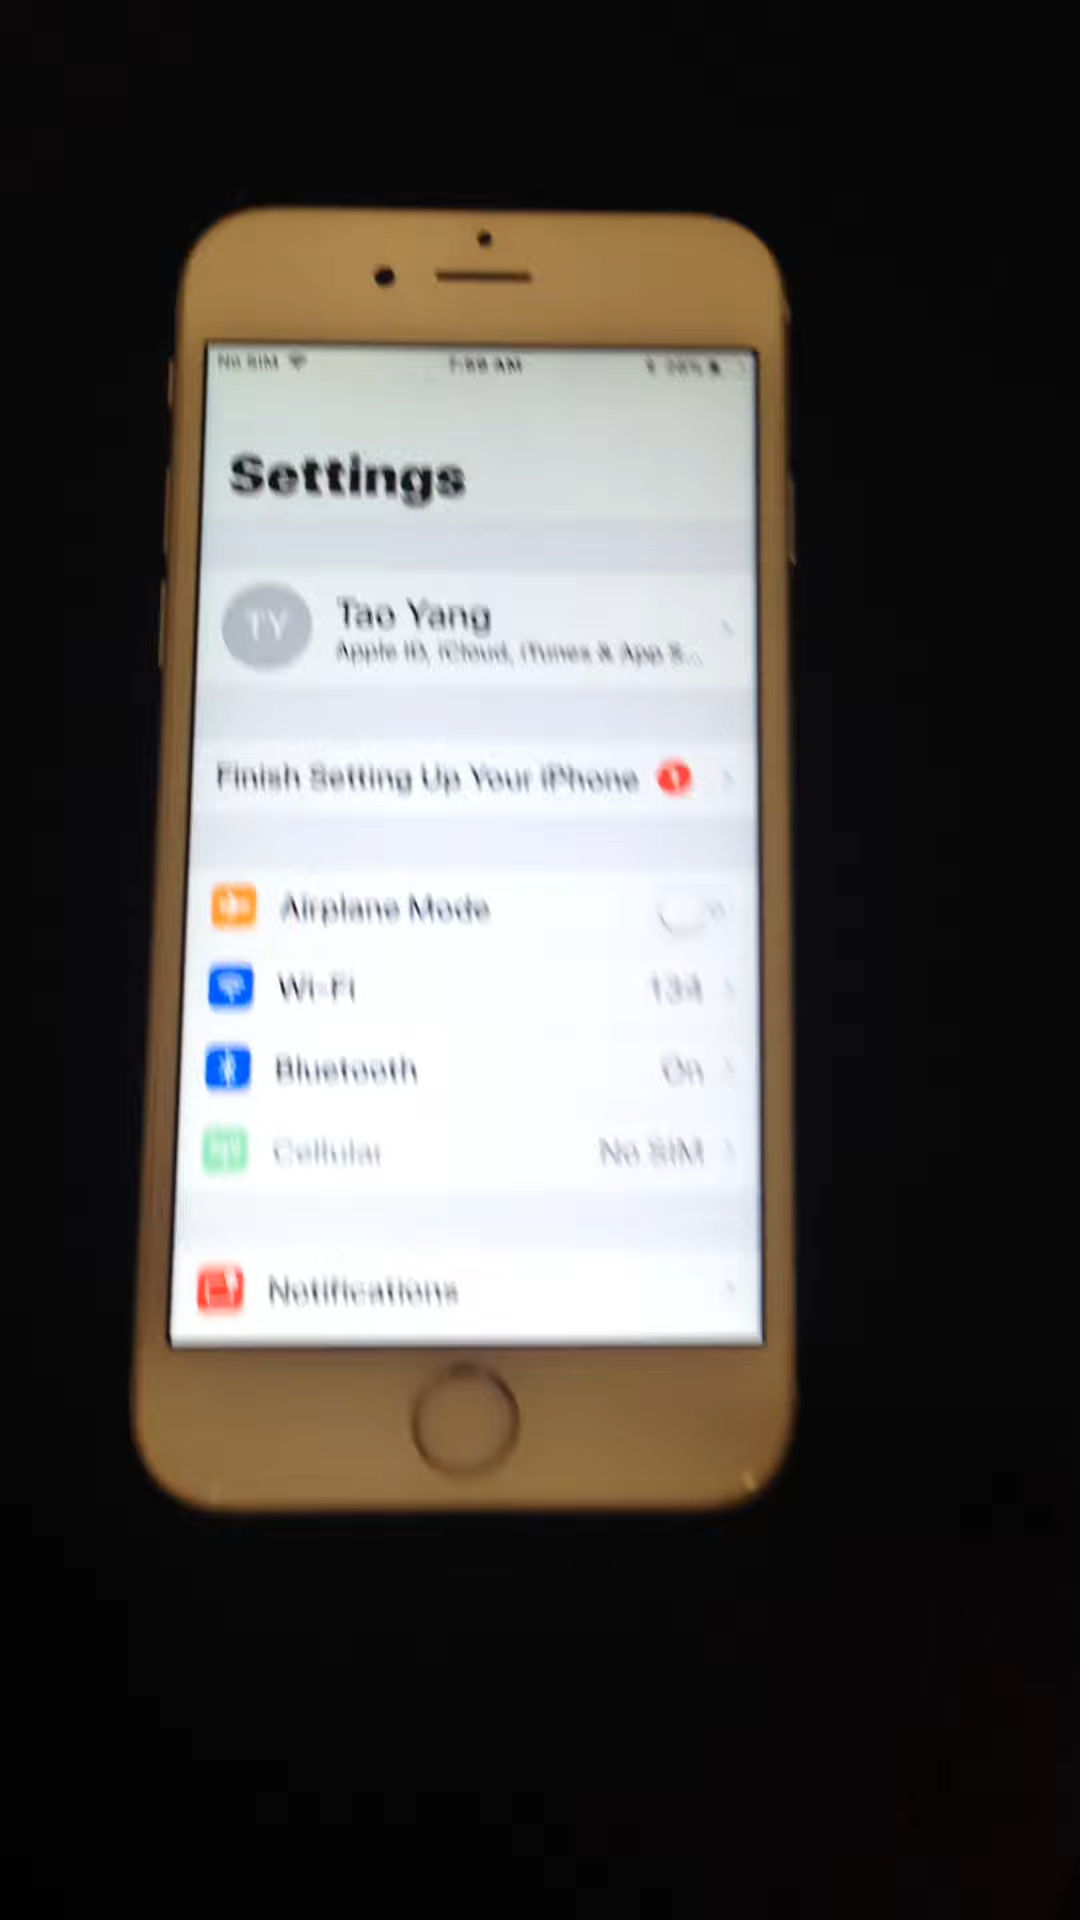 No SIM
Settings
TY
Tao Yang
Apple ID, iCloud, iTunes & App S...
Finish Setting Up Your iPhone 1
Airplane Mode
Wi-Fi 134
Bluetooth On
Cellular No SIM
Notifications